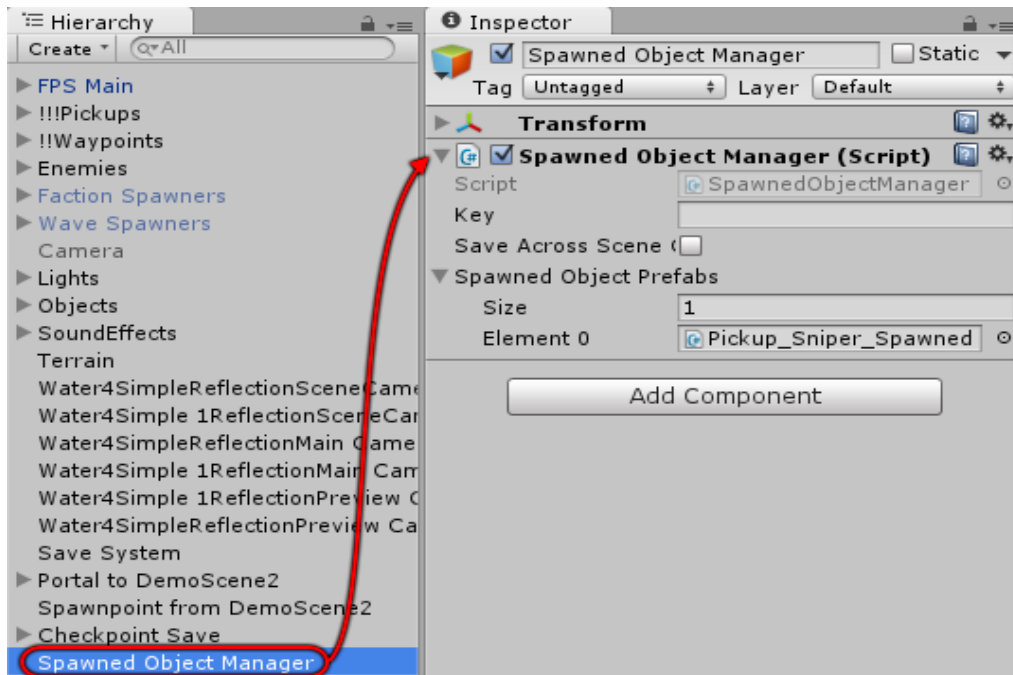 Hierarchy
Create
All
FPS Main
!!!Pickups
!!Waypoints
Enemies
Faction Spawners
Wave Spawners
Camera
Lights
Objects
SoundEffects
Terrain
Water4SimpleReflectionSceneCame
Water4Simple 1ReflectionSceneCar
Water4SimpleReflectionMain Came
Water4Simple 1ReflectionMain Cam
Water4Simple 1ReflectionPreview C
Water4SimpleReflectionPreview Ca
Save System
Portal to DemoScene2
Spawnpoint from DemoScene2
Checkpoint Save
Spawned Object Manager
Inspector
Spawned Object Manager Static
Tag Untagged Layer Default
Transform
Spawned Object Manager (Script)
Script SpawnedObjectManager
Key
Save Across Scene (
Spawned Object Prefabs
Size 1
Element 0 Pickup_Sniper_Spawned
Add Component